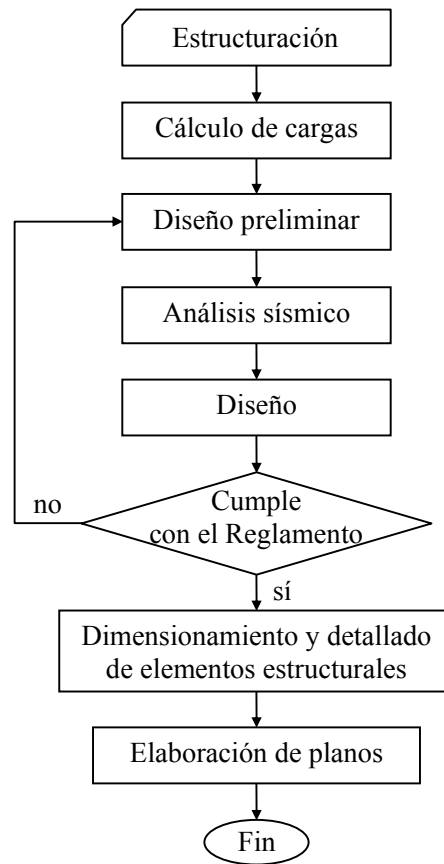 Estructuración
Cálculo de cargas
Diseño preliminar
Análisis sísmico
Diseño
Cumple
con el Reglamento
no
sí
Dimensionamiento y detallado
de elementos estructurales
Elaboración de planos
Fin